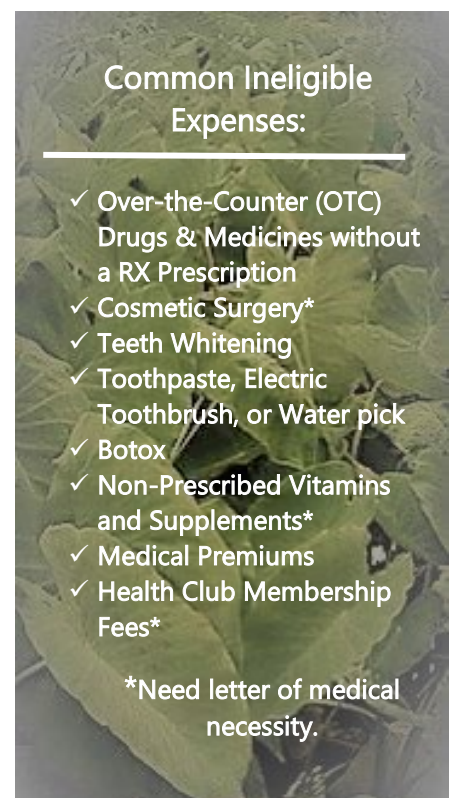 Common Ineligible
Expenses:
✓ Over-the-Counter (OTC)
Drugs & Medicines without
a RX Prescription
✓ Cosmetic Surgery*
✓ Teeth Whitening
✓ Toothpaste, Electric
Toothbrush, or Water pick
✓ Botox
✓ Non-Prescribed Vitamins
and Supplements*
✓ Medical Premiums
✓ Health Club Membership
Fees*
*Need letter of medical
necessity.